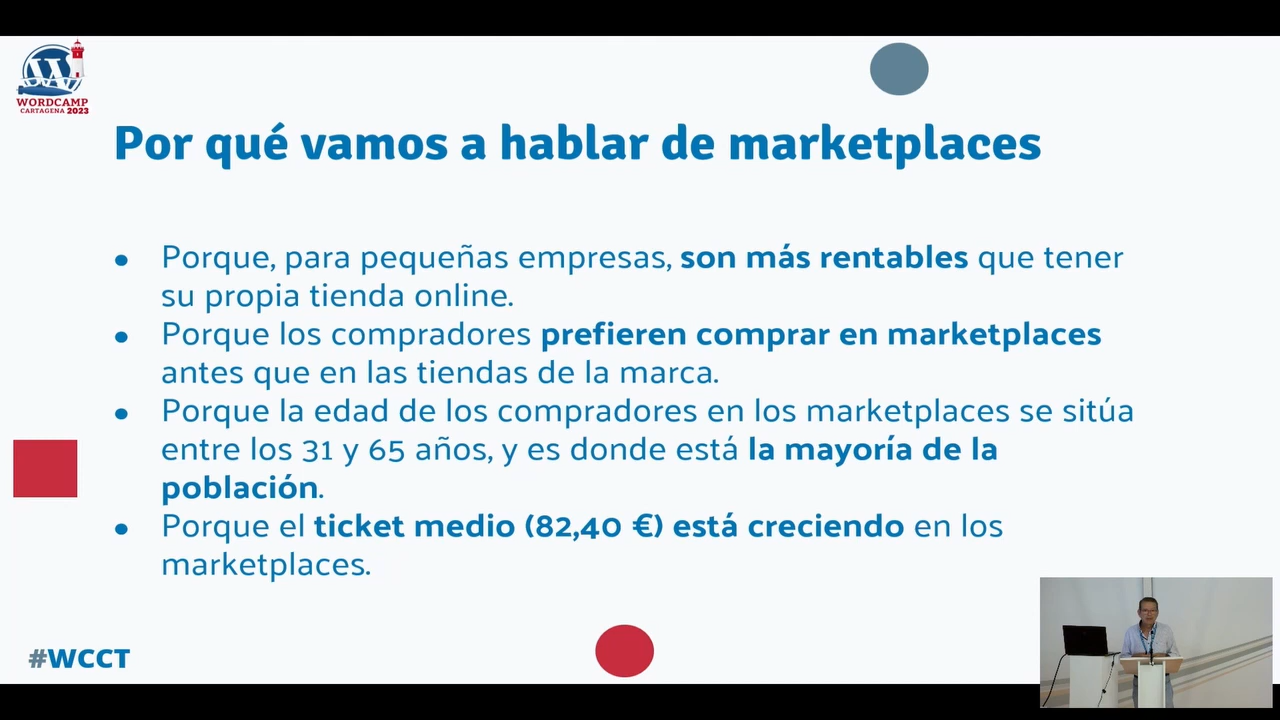 WORDCAMP
CARTAGENA 2023
Por qué vamos a hablar de marketplaces
• Porque, para pequeñas empresas, son más rentables que tener
su propia tienda online.
• Porque los compradores prefieren comprar en marketplaces
antes que en las tiendas de la marca.
• Porque la edad de los compradores en los marketplaces se sitúa
entre los 31 y 65 años, y es donde está la mayoría de la
población.
• Porque el ticket medio (82,40 €) está creciendo en los
marketplaces.
#WCCT